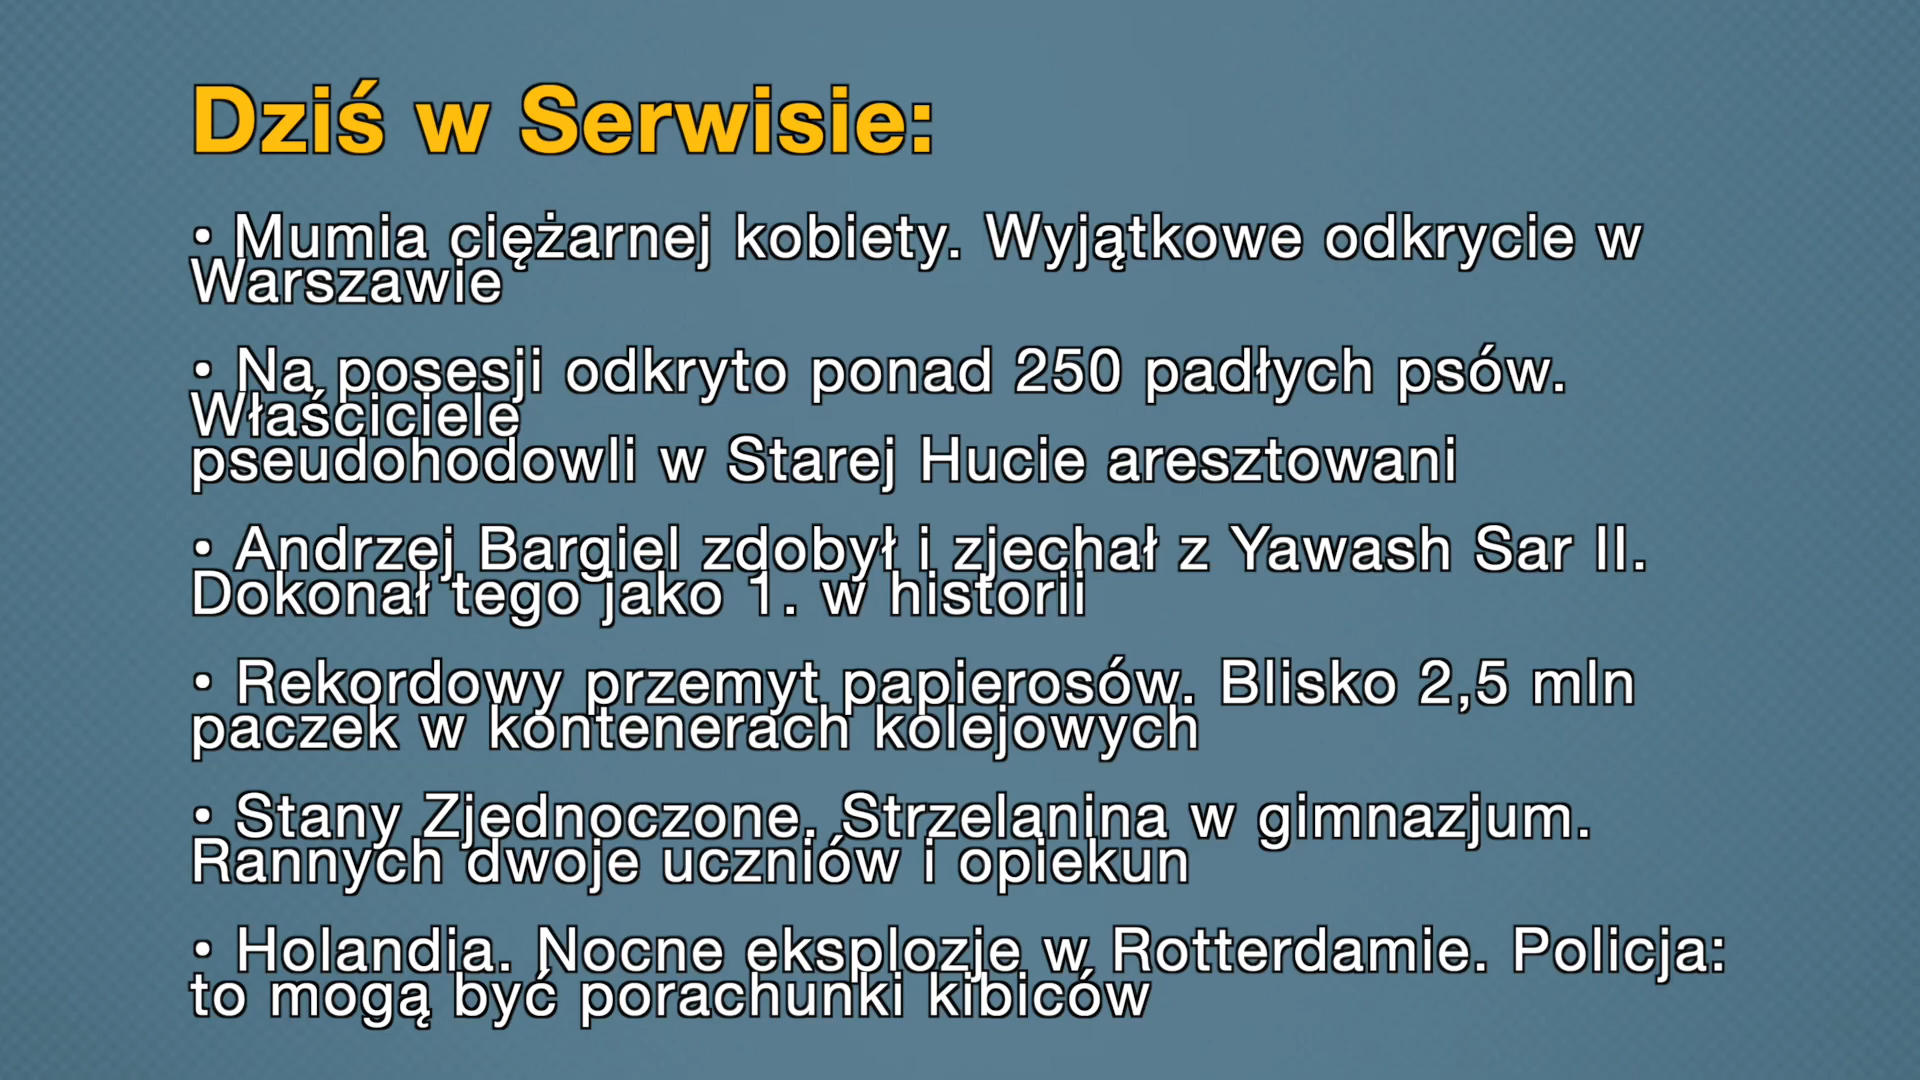 Dziś w Serwisie:
• Mumia ciężarnej kobiety. Wyjątkowe odkrycie w
Warszawie
• Na posesji odkryto ponad 250 padłych psów.
Właściciele
pseudohodowli w Starej Hucie aresztowani
• Andrzej Bargiel zdobył i zjechał z Yawash Sar II.
Dokonał tego jako 1. w historii
• Rekordowy przemyt papierosów. Blisko 2,5 mln
paczek w kontenerach kolejowych
• Stany Zjednoczone. Strzelanina w gimnazjum.
Rannych dwoje uczniów i opiekun
• Holandia. Nocne eksplozje w Rotterdamie. Policja:
to mogą być porachunki kibiców